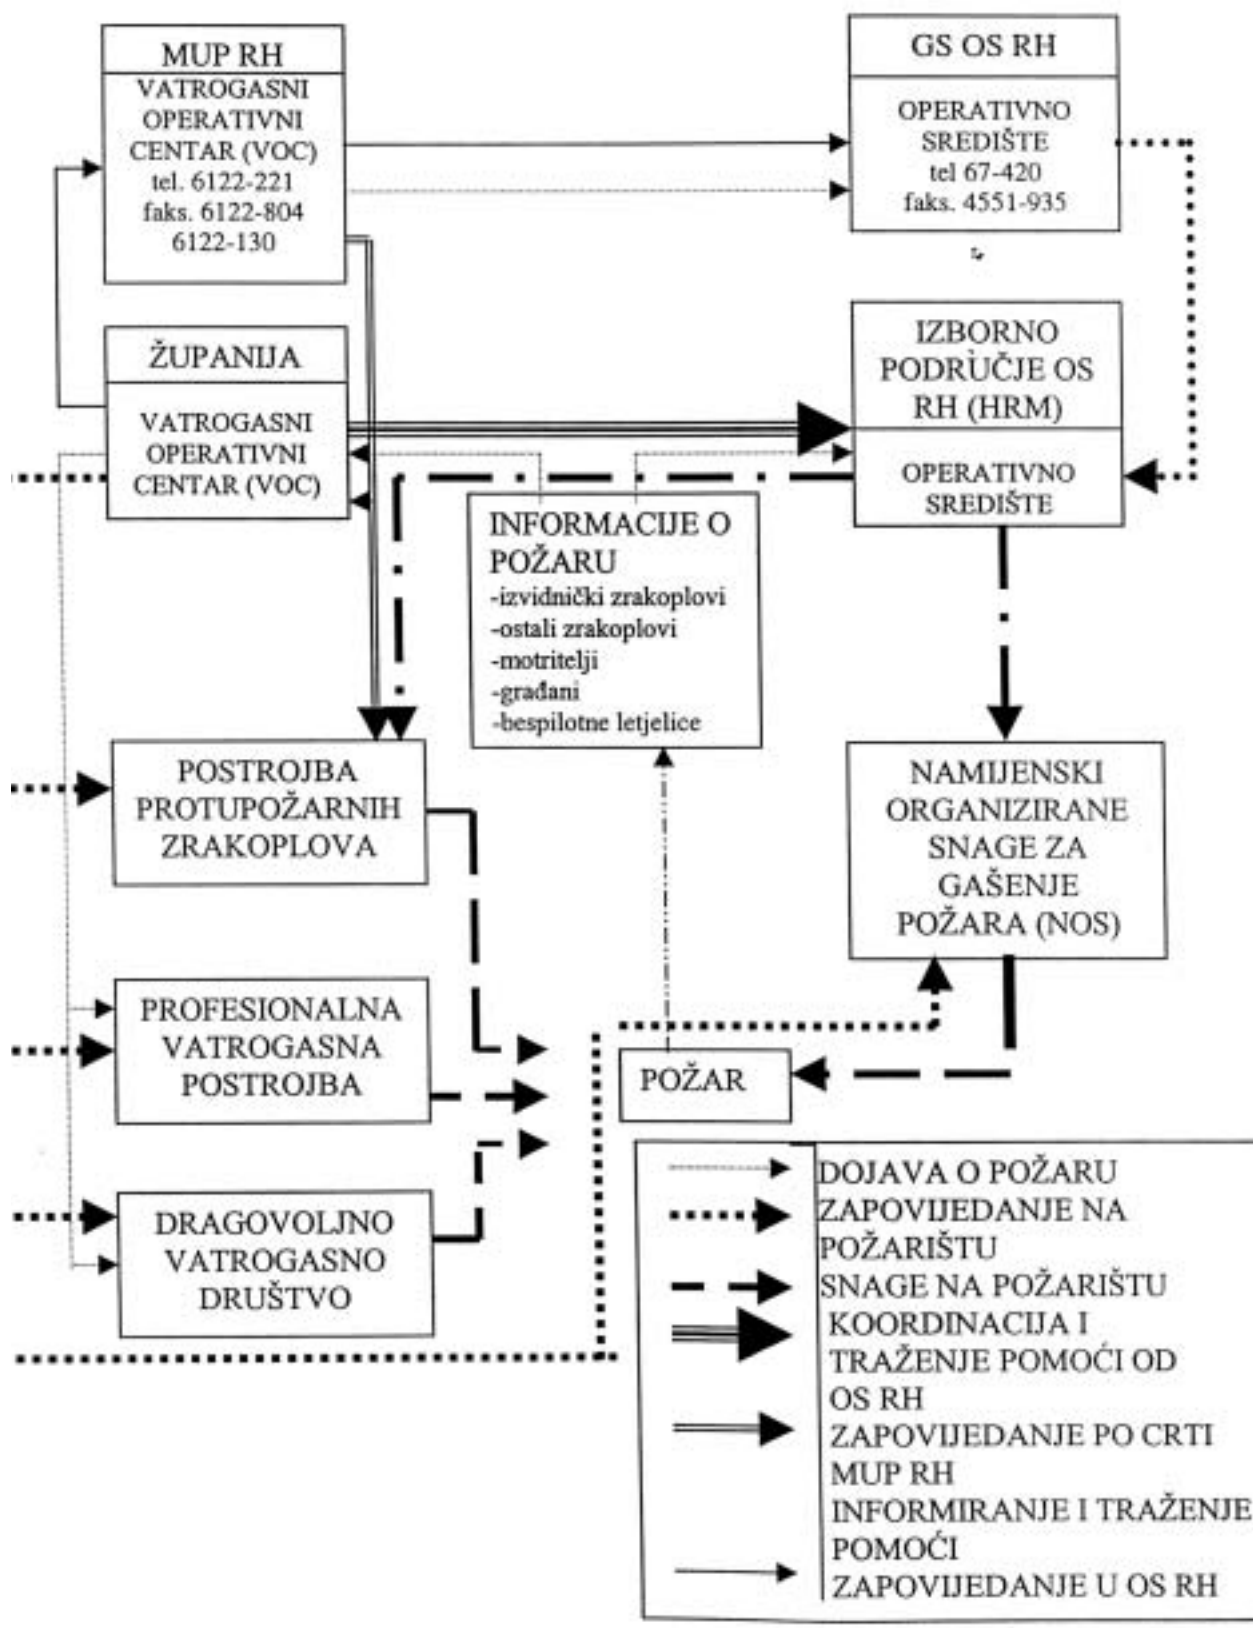 MUP RH
VATROGASNI
OPERATIVNI
CENTAR (VOC)
tel. 6122-221
faks. 6122-804
6122-130
GS OS RH
OPERATIVNO
SREDIŠTE
tel 67-420
faks. 4551-935
ŽUPANIJA
VATROGASNI
OPERATIVNI
CENTAR (VOC)
IZBORNO
PODRUČJE OS
RH (HRM)
OPERATIVNO
SREDIŠTE
INFORMACIJE O
POŽARU
-izvidnički zrakoplovi
-ostali zrakoplovi
-motritelji
-građani
-bespilotne letjelice
POSTROJBA
PROTUPOŽARNIH
ZRAKOPLOVA
NAMIJENSKI
ORGANIZIRANE
SNAGE ZA
GAŠENJE
POŽARA (NOS)
PROFESIONALNA
VATROGASNA
POSTROJBA
POŽAR
DRAGOVOLJNO
VATROGASNO
DRUŠTVO
DOJAVA O POŽARU
ZAPOVIJEDANJE NA
POŽARIŠTU
SNAGE NA POŽARIŠTU
KOORDINACIJA I
TRAŽENJE POMOĆI OD
OS RH
ZAPOVIJEDANJE PO CRTI
MUP RH
INFORMIRANJE I TRAŽENJE
POMOĆI
ZAPOVIJEDANJE U OS RH